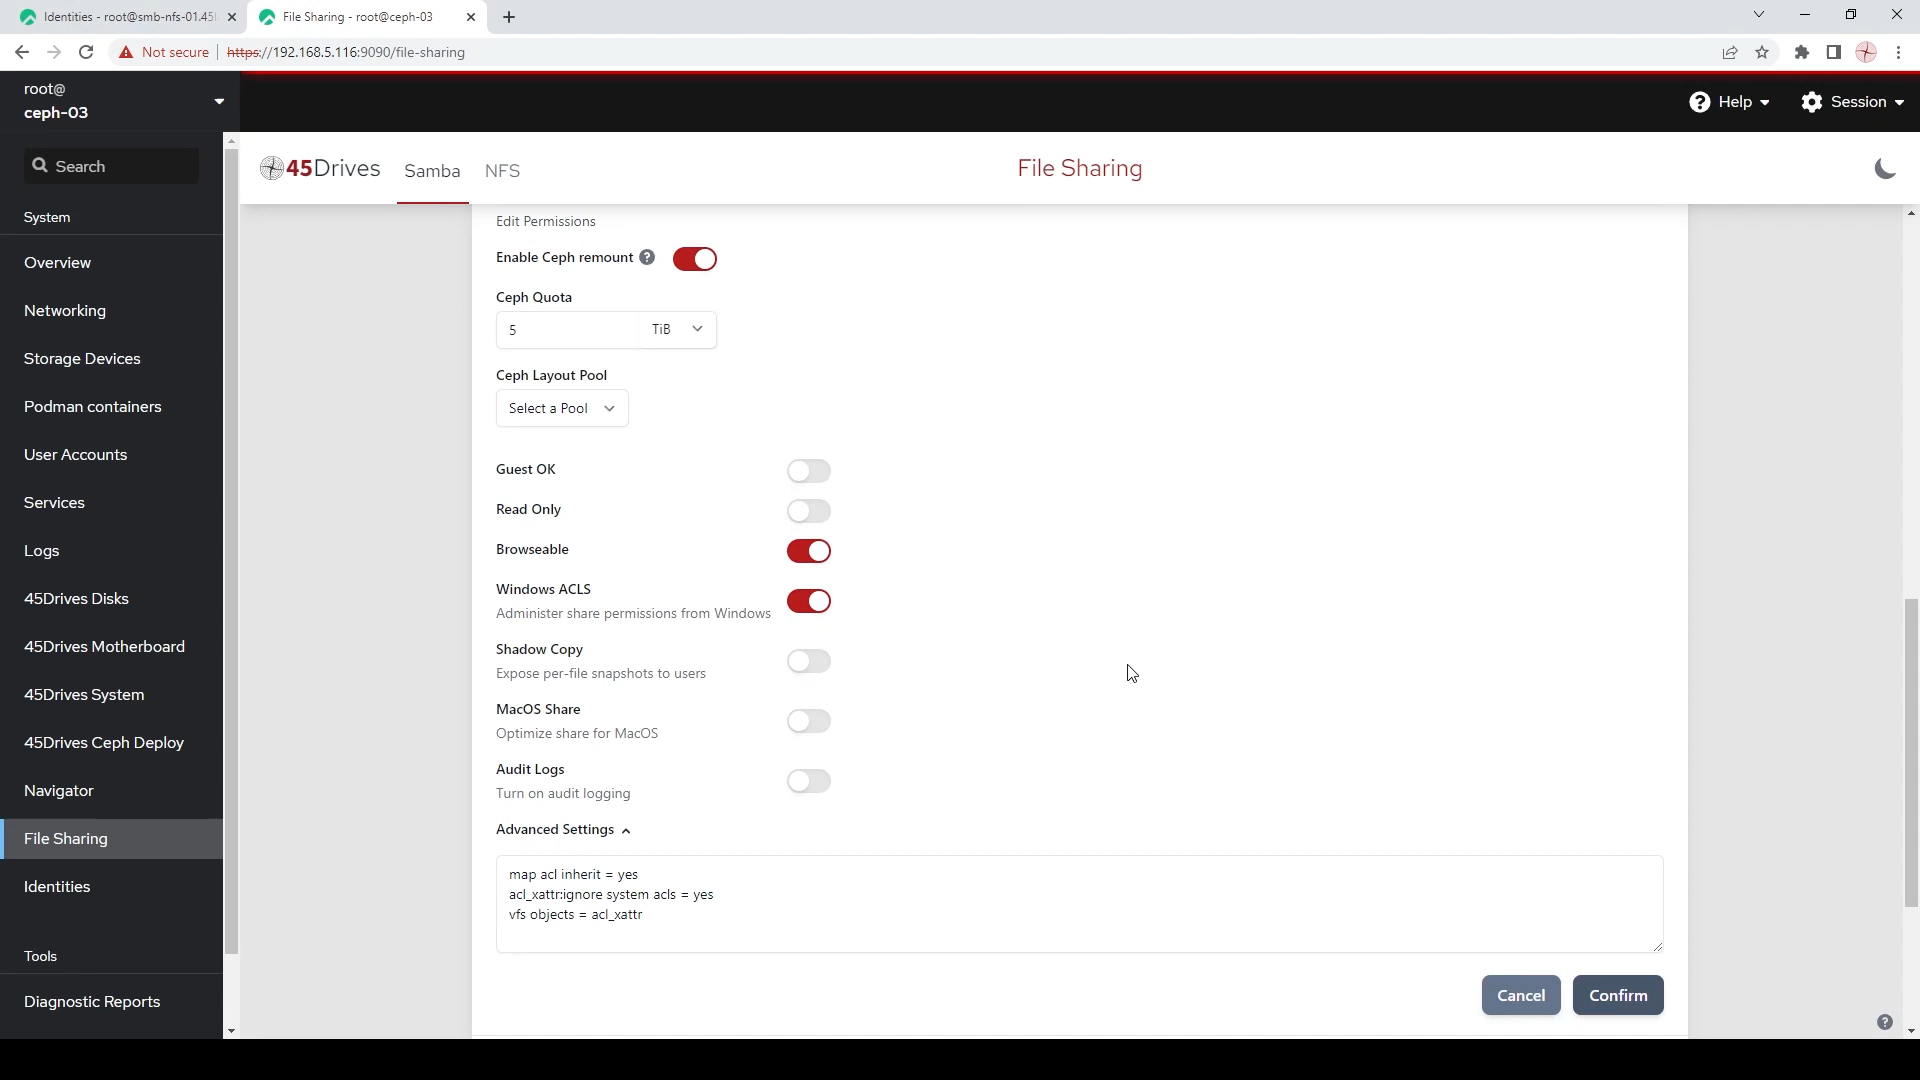 Identities - root@smb-nfs-01.45l
File Sharing - root@ceph-03
Not secure
https://192.168.5.116:9090/file-sharing
root@
ceph-03
Help
Session
Search
System
Overview
Networking
Storage Devices
Podman containers
User Accounts
Services
Logs
45Drives Disks
45Drives Motherboard
45Drives System
45Drives Ceph Deploy
Navigator
File Sharing
Identities
Tools
Diagnostic Reports
45Drives
Samba
NFS
File Sharing
Edit Permissions
Enable Ceph remount
Ceph Quota
5
TiB
Ceph Layout Pool
Select a Pool
Guest OK
Read Only
Browseable
Windows ACLS
Administer share permissions from Windows
Shadow Copy
Expose per-file snapshots to users
MacOS Share
Optimize share for MacOS
Audit Logs
Turn on audit logging
Advanced Settings
map acl inherit = yes
acl_xattr:ignore system acls = yes
vfs objects = acl_xattr
Cancel
Confirm